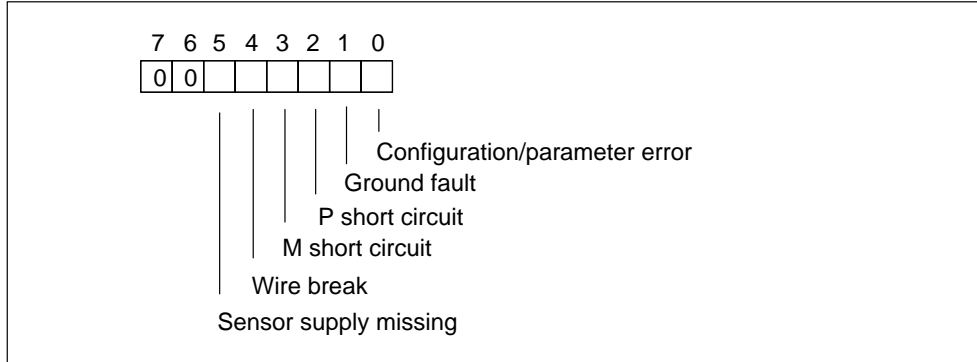 7 6 5 4 3 2 1 0
0 0
Configuration/parameter error
Ground fault
P short circuit
M short circuit
Wire break
Sensor supply missing